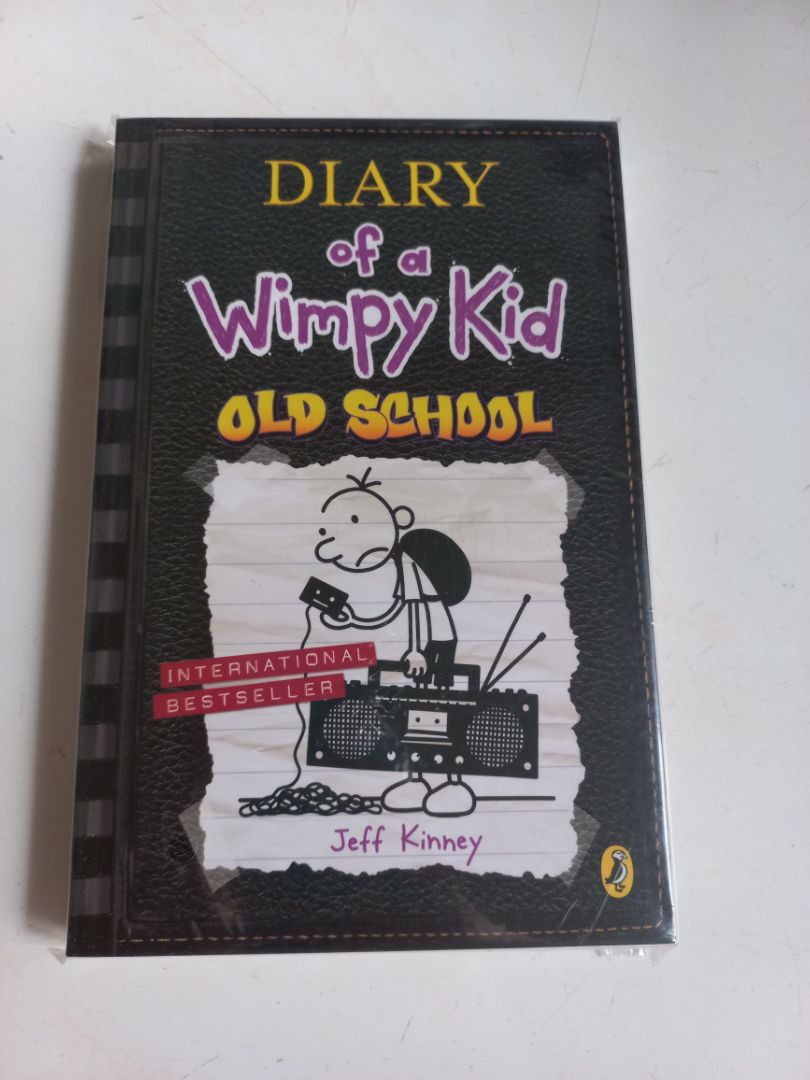 DIARY
of a
Wimpy Kid
OLD SCHOOL
INTERNATIONAL
BESTSELLER
Jeff Kinney